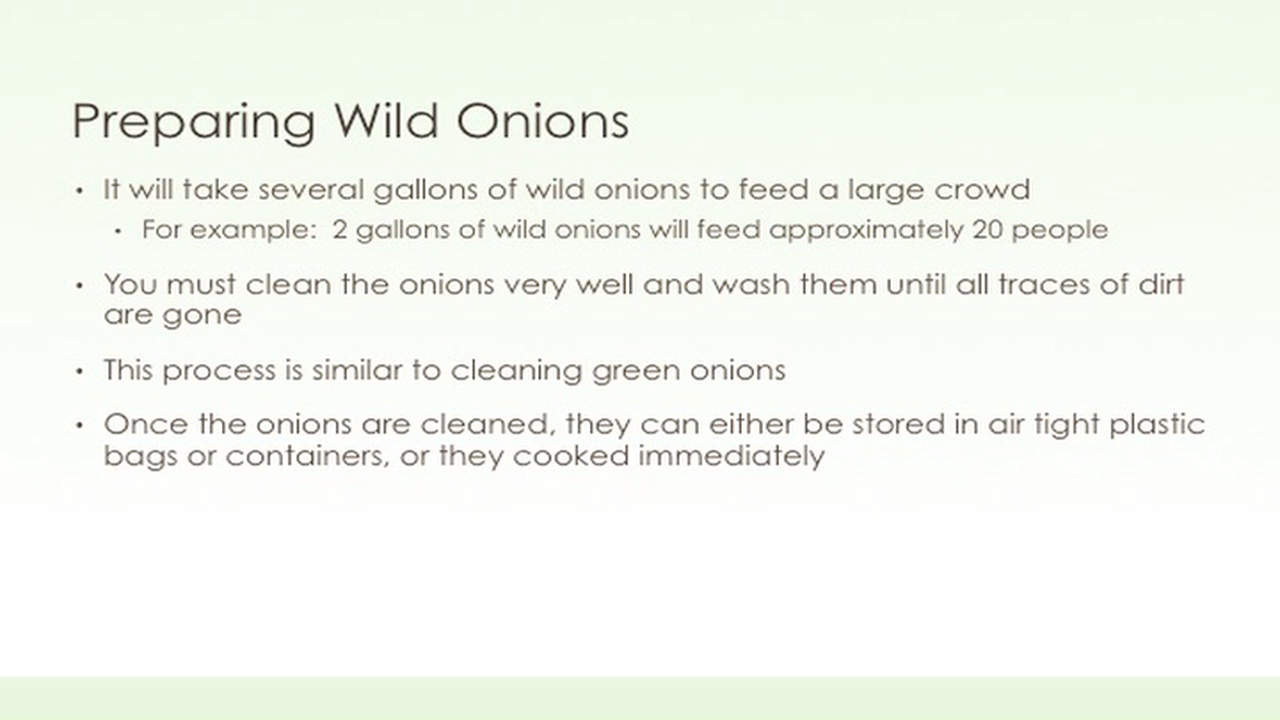 Preparing Wild Onions
• It will take several gallons of wild onions to feed a large crowd
• For example:  2 gallons of wild onions will feed approximately 20 people
• You must clean the onions very well and wash them until all traces of dirt
are gone
• This process is similar to cleaning green onions
• Once the onions are cleaned, they can either be stored in air tight plastic
bags or containers, or they cooked immediately